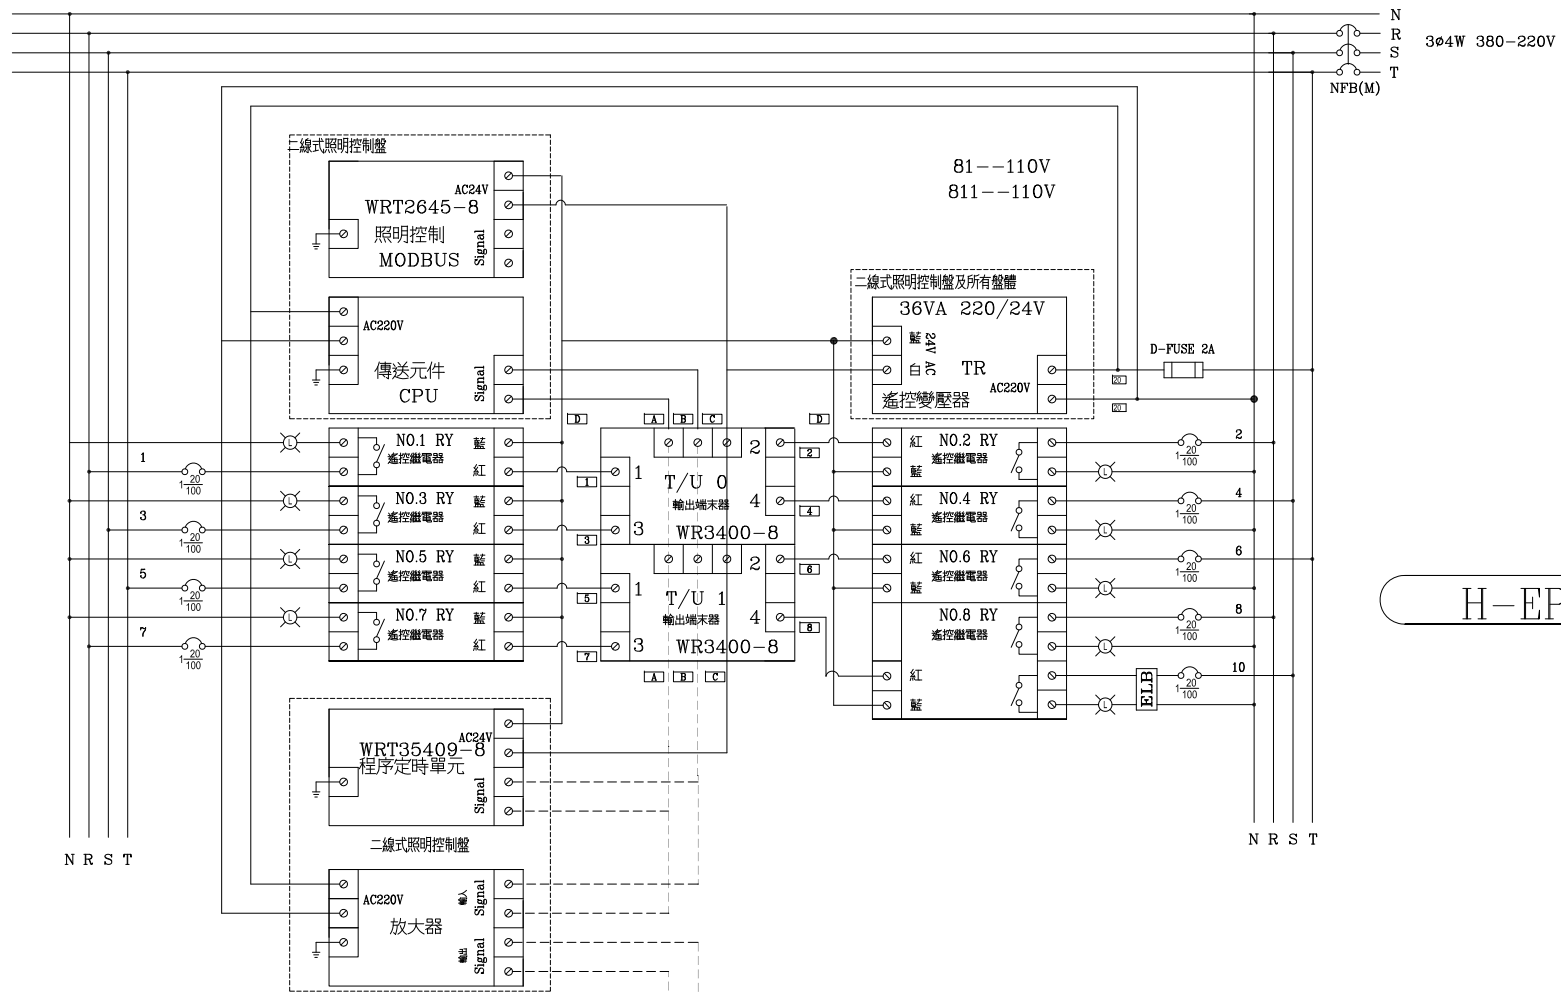 N
R
3ø4W 380-220V
S
T
NFB(M)
二線式照明控制盤
AC24V
WRT2645-8
照明控制
MODBUS
Signal
81--110V
811--110V
二線式照明控制盤及所有盤體
36VA 220/24V
藍
白
24V
AC
TR
AC220V
遙控變壓器
D-FUSE 2A
20
20
AC220V
傳送元件
CPU
Signal
D
A
B
C
D
NO.1 RY
遙控繼電器
藍
紅
L
1
1 20/100
NO.3 RY
遙控繼電器
藍
紅
L
3
1 20/100
NO.5 RY
遙控繼電器
藍
紅
L
5
1 20/100
NO.7 RY
遙控繼電器
藍
紅
L
7
1 20/100
1
3
5
7
1
2
T/U 0
輸出端末器
4
3
WR3400-8
1
2
T/U 1
輸出端末器
4
3
WR3400-8
A
B
C
2
4
6
8
紅
藍
NO.2 RY
遙控繼電器
L
2
1 20/100
紅
藍
NO.4 RY
遙控繼電器
L
4
1 20/100
紅
藍
NO.6 RY
遙控繼電器
L
6
1 20/100
NO.8 RY
遙控繼電器
L
8
1 20/100
紅
藍
L
ELB
10
1 20/100
H-EP
AC24V
WRT35409-8
程序定時單元
Signal
二線式照明控制盤
AC220V
放大器
輸入
Signal
輸出
Signal
N R S T
N R S T